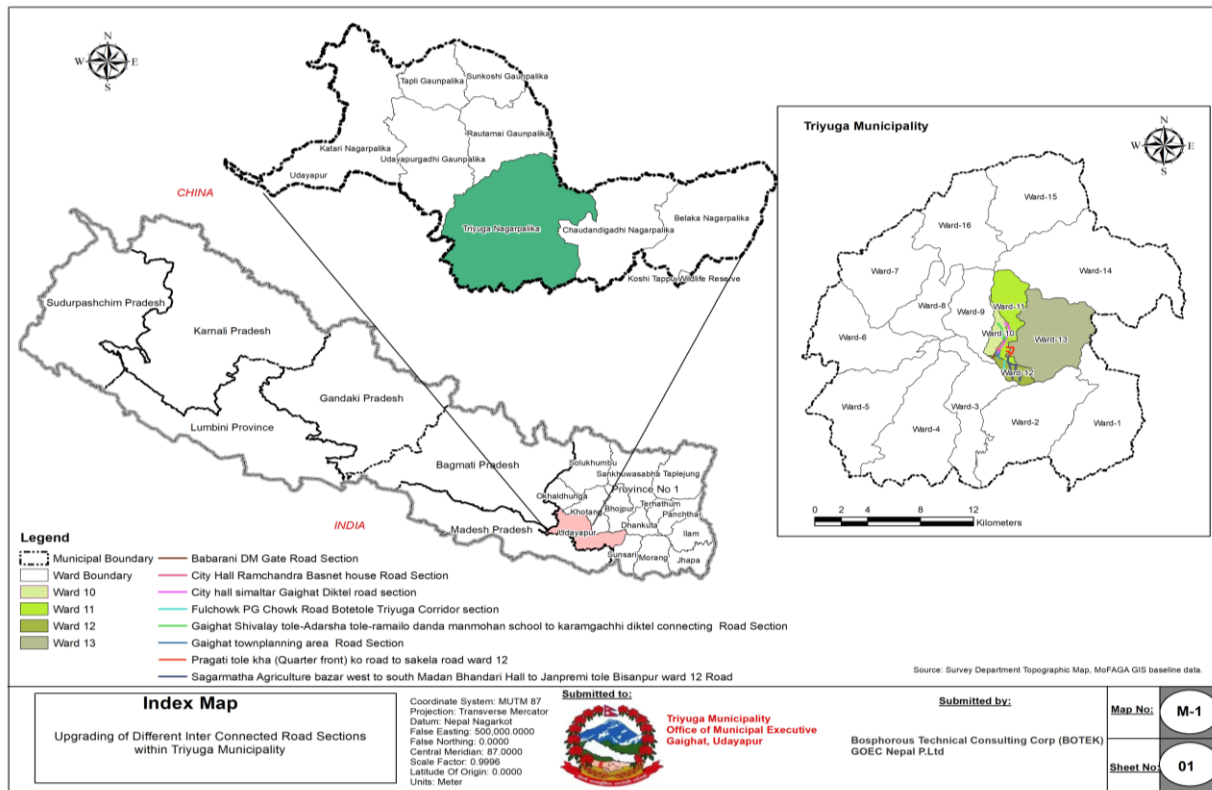 N
W E
S
Tapli Gaunpalika
Sunkoshi Gaunpalika
Katari Nagarpalika
Udayapurgadhi Gaunpalika
Rautamai Gaunpalika
Udayapur
CHINA
Triyuga Nagarpalika
Chaudandigadhi Nagarpalika
Belaka Nagarpalika
Koshi Tappu Wildlife Reserve
Sudurpashchim Pradesh
Karnali Pradesh
Gandaki Pradesh
Lumbini Province
Bagmati Pradesh
Madesh Pradesh
INDIA
Solukhumbu
Sankhuwasabha
Taplejung
Province No 1
Okhaldhunga
Khotang
Bhojpur
Terhathum
Panchthar
Dhankuta
Udayapur
Ilam
Sunsari
Morang
Jhapa
Triyuga Municipality
N
W E
S
Ward-15
Ward-16
Ward-14
Ward-7
Ward-8
Ward-9
Ward-11
Ward-10
Ward-13
Ward-6
Ward-12
Ward-5
Ward-4
Ward-3
Ward-2
Ward-1
0 2 4 6 8 12
Kilometers
Legend
Municipal Boundary
Ward Boundary
Ward 10
Ward 11
Ward 12
Ward 13
Babarani DM Gate Road Section
City Hall Ramchandra Basnet house Road Section
City hall simaltar Gaighat Diktel road section
Fulchowk PG Chowk Road Botetole Triyuga Corridor section
Gaighat Shivalay tole-Adarsha tole-ramailo danda manmohan school to karamgachhi diktel connecting Road Section
Gaighat townplanning area Road Section
Pragati tole kha (Quarter front) ko road to sakela road ward 12
Sagarmatha Agriculture bazar west to south Madan Bhandari Hall to Janpremi tole Bisanpur ward 12 Road
Source: Survey Department Topographic Map, MoFAGA GIS baseline data.
Index Map
Upgrading of Different Inter Connected Road Sections
within Triyuga Municipality
Coordinate System: MUTM 87
Projection: Transverse Mercator
Datum: Nepal Nagarkot
False Easting: 500,000.0000
False Northing: 0.0000
Central Meridian: 87.0000
Scale Factor: 0.9996
Latitude Of Origin: 0.0000
Units: Meter
Submitted to:
Triyuga Municipality
Office of Municipal Executive
Gaighat, Udayapur
Submitted by:
Bosphorous Technical Consulting Corp (BOTEK)
GOEC Nepal P.Ltd
Map No: M-1
Sheet No: 01